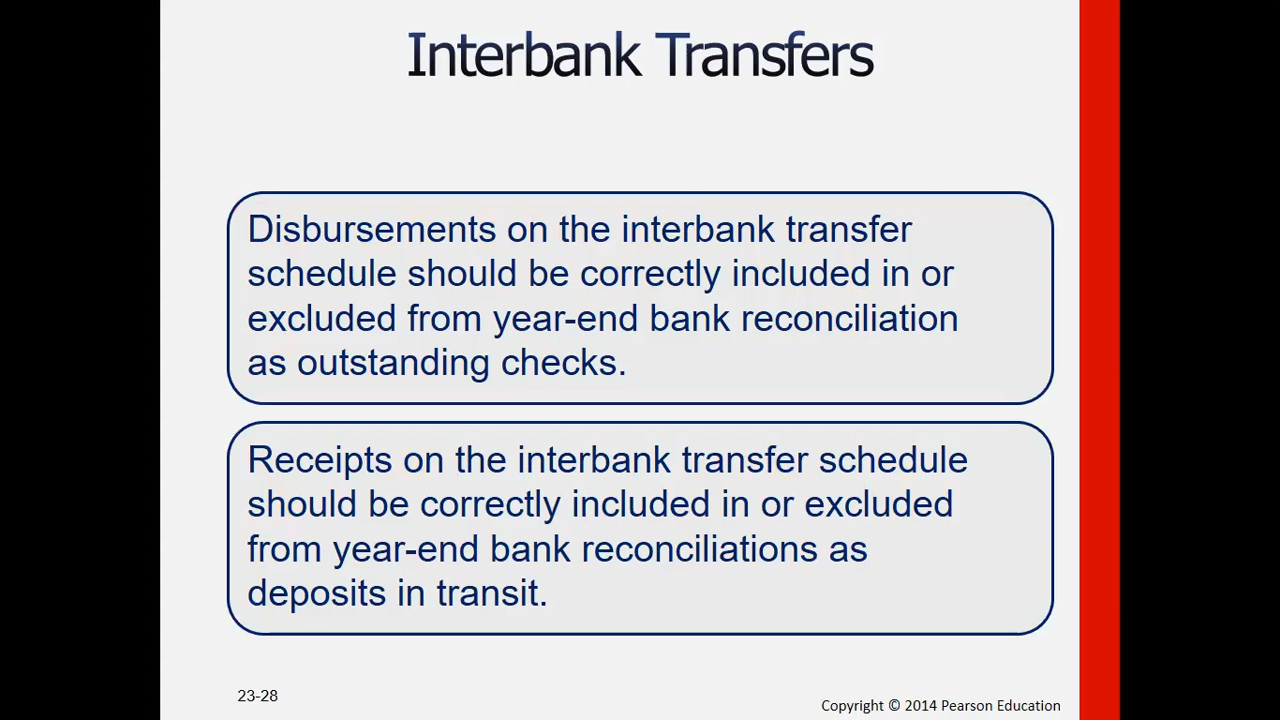 Interbank Transfers
Disbursements on the interbank transfer
schedule should be correctly included in or
excluded from year-end bank reconciliation
as outstanding checks.
Receipts on the interbank transfer schedule
should be correctly included in or excluded
from year-end bank reconciliations as
deposits in transit.
23-28
Copyright © 2014 Pearson Education